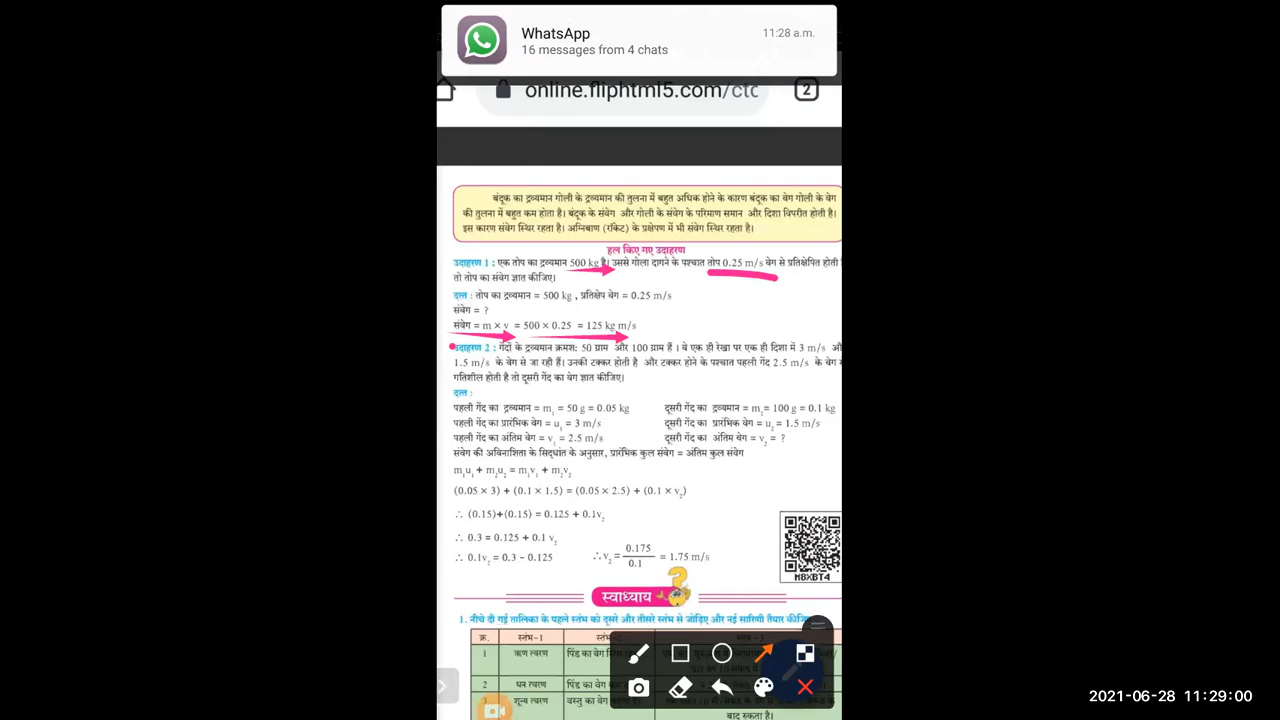 WhatsApp
11:28 a.m.
16 messages from 4 chats
online.fliphtml5.com/ctc
2
बंदूक का द्रव्यमान गोली के द्रव्यमान की तुलना में बहुत अधिक होने के कारण बंदूक का वेग गोली के वेग
की तुलना में बहुत कम होता है। बंदूक के संवेग और गोली के संवेग के परिमाण समान और दिशा विपरीत होती है।
इस कारण संवेग स्थिर रहता है। अग्निबाण (रॉकेट) के प्रक्षेपण में भी संवेग स्थिर रहता है।
हल किए गए उदाहरण
उदाहरण 1 : एक तोप का द्रव्यमान 500 kg है। उससे गोला दागने के पश्चात तोप 0.25 m/s वेग से प्रतिक्षेपित होती
तो तोप का संवेग ज्ञात कीजिए।
दत्त : तोप का द्रव्यमान = 500 kg , प्रतिक्षेप वेग = 0.25 m/s
संवेग = ?
संवेग = m × v = 500 × 0.25 = 125 kg m/s
उदाहरण 2 : गेंदों के द्रव्यमान क्रमश: 50 ग्राम और 100 ग्राम हैं । वे एक ही रेखा पर एक ही दिशा में 3 m/s
1.5 m/s के वेग से जा रही हैं। उनकी टक्कर होती है और टक्कर होने के पश्चात पहली गेंद 2.5 m/s के वेग
गतिशील होती है तो दूसरी गेंद का वेग ज्ञात कीजिए।
दत्त :
पहली गेंद का द्रव्यमान = m₁ = 50 g = 0.05 kg दूसरी गेंद का द्रव्यमान = m₂ = 100 g = 0.1 kg
पहली गेंद का प्रारंभिक वेग = u₁ = 3 m/s दूसरी गेंद का प्रारंभिक वेग = u₂ = 1.5 m/s
पहली गेंद का अंतिम वेग = v₁ = 2.5 m/s दूसरी गेंद का अंतिम वेग = v₂ = ?
संवेग की अविनाशिता के सिद्धांत के अनुसार, प्रारंभिक कुल संवेग = अंतिम कुल संवेग
m₁u₁ + m₂u₂ = m₁v₁ + m₂v₂
(0.05 × 3) + (0.1 × 1.5) = (0.05 × 2.5) + (0.1 × v₂)
∴ (0.15)+(0.15) = 0.125 + 0.1v₂
∴ 0.3 = 0.125 + 0.1 v₂
∴ 0.1v₂ = 0.3 - 0.125 ∴ v₂ = 0.175 / 0.1 = 1.75 m/s
M8XBT4
स्वाध्याय
1. नीचे दी गई तालिका के पहले स्तंभ को दूसरे और तीसरे स्तंभ से जोड़िए और नई सारिणी तैयार कीजिए
क्र. स्तंभ-1
1 ऋण त्वरण पिंड का वेग
2 धन त्वरण पिंड का वेग
3 शून्य त्वरण वस्तु का वेग
बाद रुकता है।
2021-06-28 11:29:00